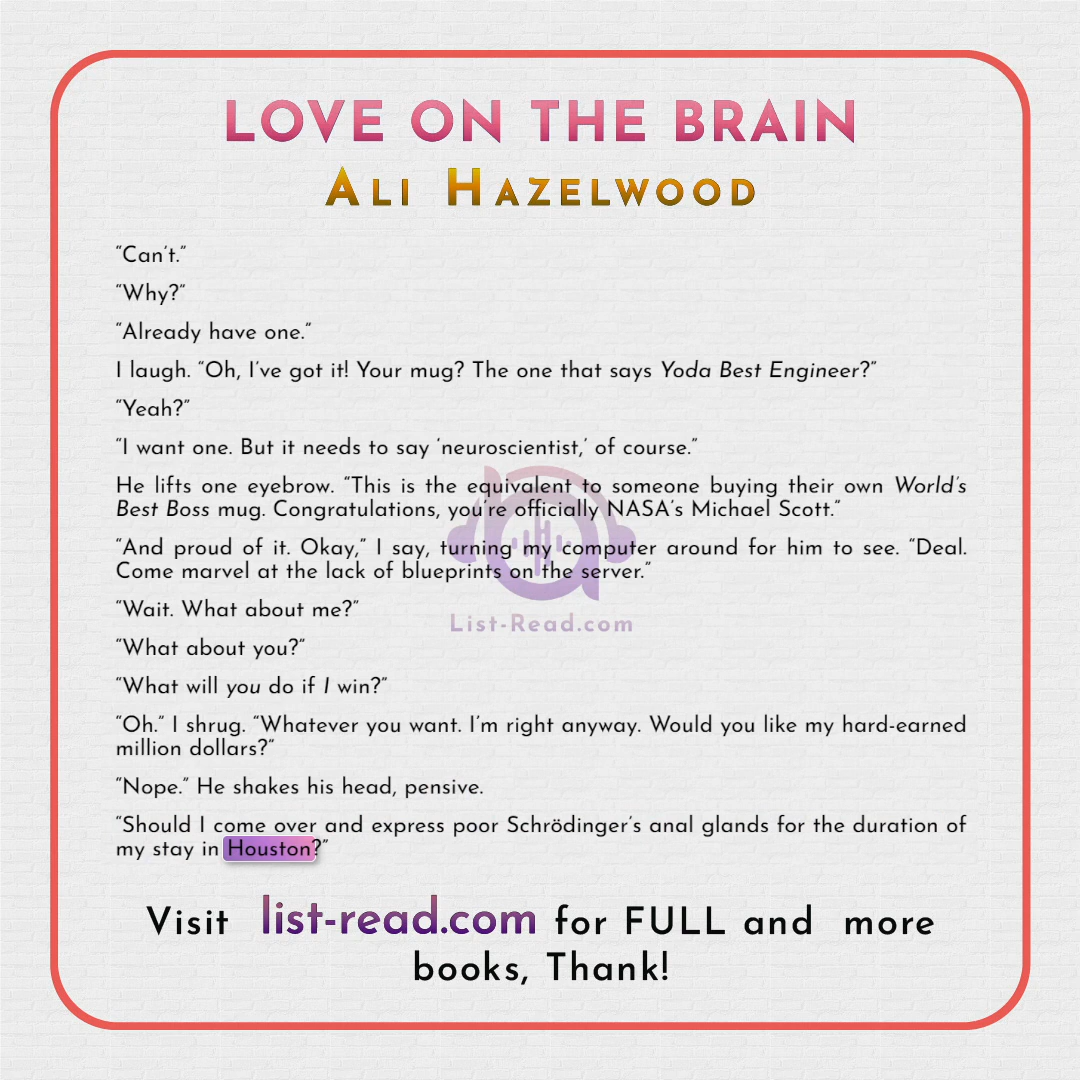 LOVE ON THE BRAIN
ALI HAZELWOOD
“Can’t.”
“Why?”
“Already have one.”
I laugh. “Oh, I’ve got it! Your mug? The one that says Yoda Best Engineer?”
“Yeah?”
“I want one. But it needs to say ‘neuroscientist,’ of course.”
He lifts one eyebrow. “This is the equivalent to someone buying their own World’s
Best Boss mug. Congratulations, you’re officially NASA’s Michael Scott.”
“And proud of it. Okay,” I say, turning my computer around for him to see. “Deal.
Come marvel at the lack of blueprints on the server.”
List-Read.com
“Wait. What about me?”
“What about you?”
“What will you do if I win?”
“Oh.” I shrug. “Whatever you want. I’m right anyway. Would you like my hard-earned
million dollars?”
“Nope.” He shakes his head, pensive.
“Should I come over and express poor Schrödinger’s anal glands for the duration of
my stay in Houston?”
Visit list-read.com for FULL and more
books, Thank!